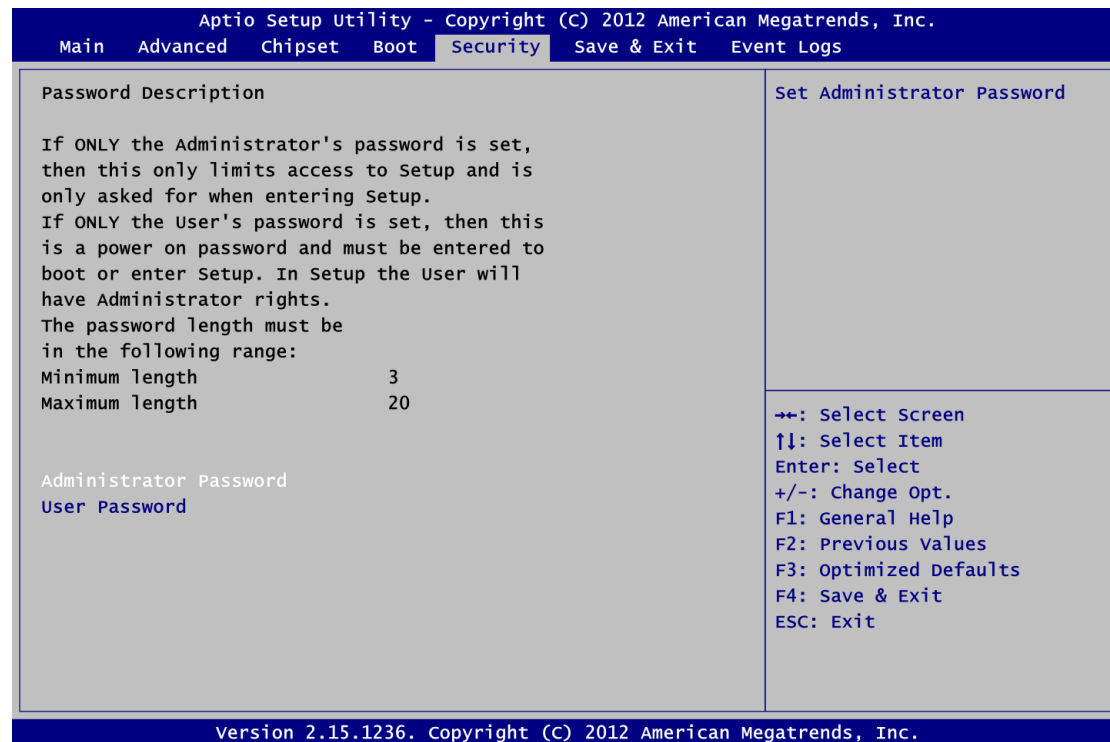 Aptio Setup Utility - Copyright (C) 2012 American Megatrends, Inc.
Main Advanced Chipset Boot Security Save & Exit Event Logs
Password Description
If ONLY the Administrator's password is set,
then this only limits access to Setup and is
only asked for when entering Setup.
If ONLY the User's password is set, then this
is a power on password and must be entered to
boot or enter Setup. In Setup the User will
have Administrator rights.
The password length must be
in the following range:
Minimum length 3
Maximum length 20
Administrator Password
User Password
Set Administrator Password
→←: Select Screen
↑↓: Select Item
Enter: Select
+/-: Change Opt.
F1: General Help
F2: Previous Values
F3: Optimized Defaults
F4: Save & Exit
ESC: Exit
Version 2.15.1236. Copyright (C) 2012 American Megatrends, Inc.